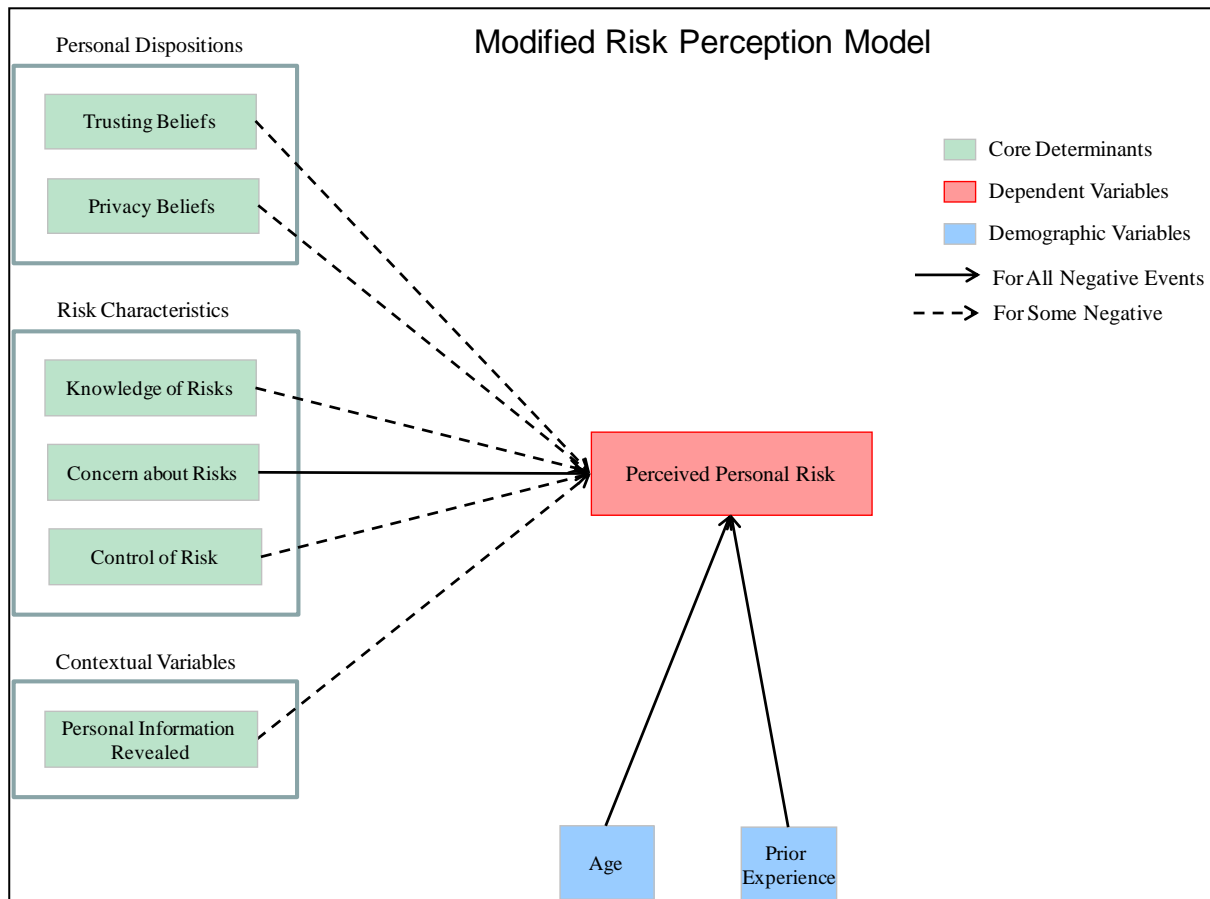 Modified Risk Perception Model
Personal Dispositions
Trusting Beliefs
Privacy Beliefs
Core Determinants
Dependent Variables
Demographic Variables
For All Negative Events
For Some Negative
Risk Characteristics
Knowledge of Risks
Concern about Risks
Control of Risk
Perceived Personal Risk
Contextual Variables
Personal Information
Revealed
Age
Prior
Experience